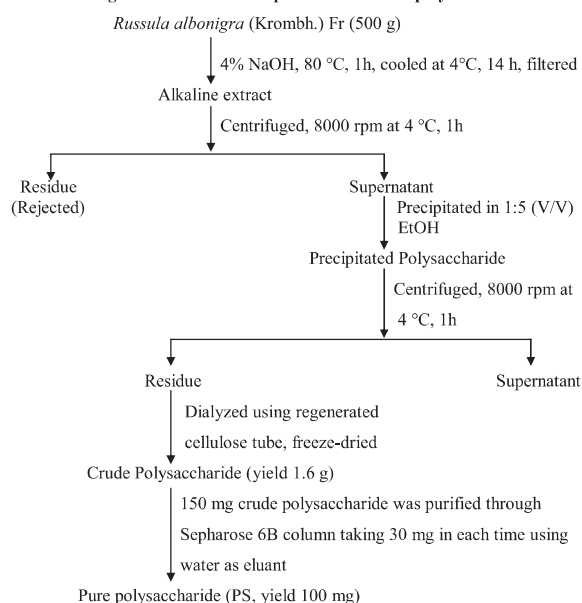 Russula albonigra (Krombh.) Fr (500 g)
4% NaOH, 80 °C, 1h, cooled at 4°C, 14 h, filtered
Alkaline extract
Centrifuged, 8000 rpm at 4 °C, 1h
Residue
(Rejected)
Supernatant
Precipitated in 1:5 (V/V)
EtOH
Precipitated Polysaccharide
Centrifuged, 8000 rpm at
4 °C, 1h
Residue
Supernatant
Dialyzed using regenerated
cellulose tube, freeze-dried
Crude Polysaccharide (yield 1.6 g)
150 mg crude polysaccharide was purified through
Sepharose 6B column taking 30 mg in each time using
water as eluant
Pure polysaccharide (PS, yield 100 mg)